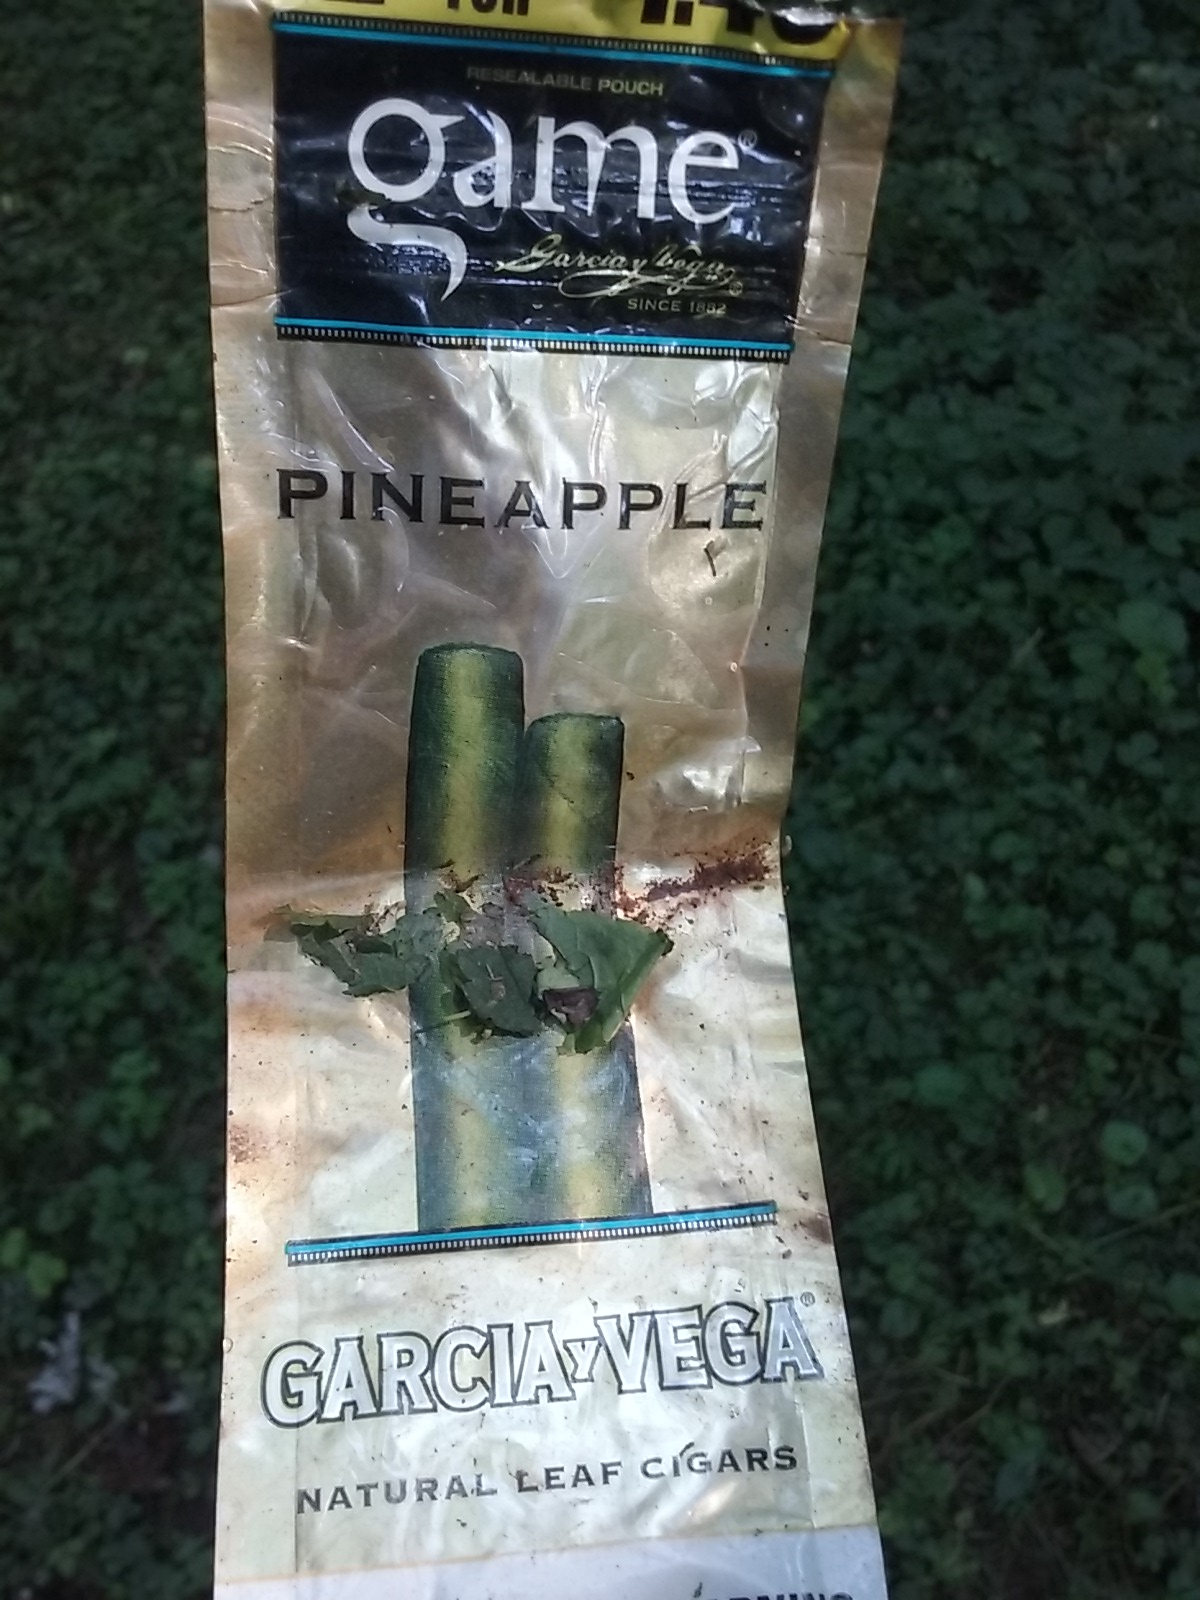 RESEALABLE POUCH
game®
Garcia y Vega®
SINCE 1882
PINEAPPLE
GARCIA y VEGA®
NATURAL LEAF CIGARS